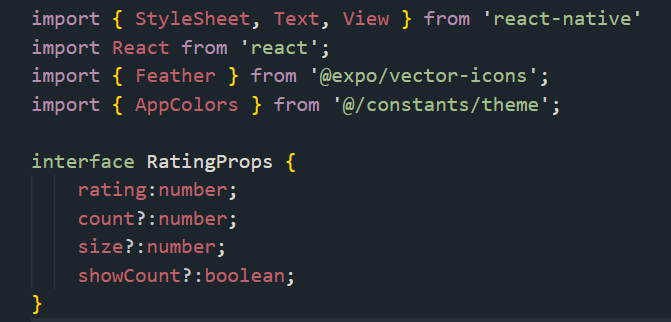 import { StyleSheet, Text, View } from 'react-native'
import React from 'react';
import { Feather } from '@expo/vector-icons';
import { AppColors } from '@/constants/theme';
interface RatingProps {
rating:number;
count?:number;
size?:number;
showCount?:boolean;
}